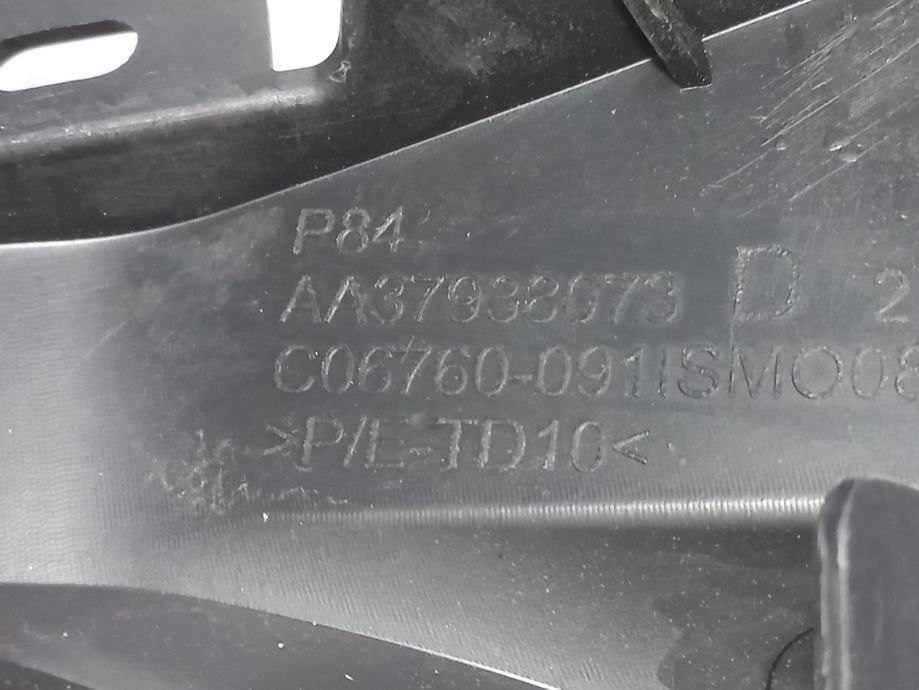 P84
AA37938073 D 2
C06760-091ISMO08
>P/E-TD10<